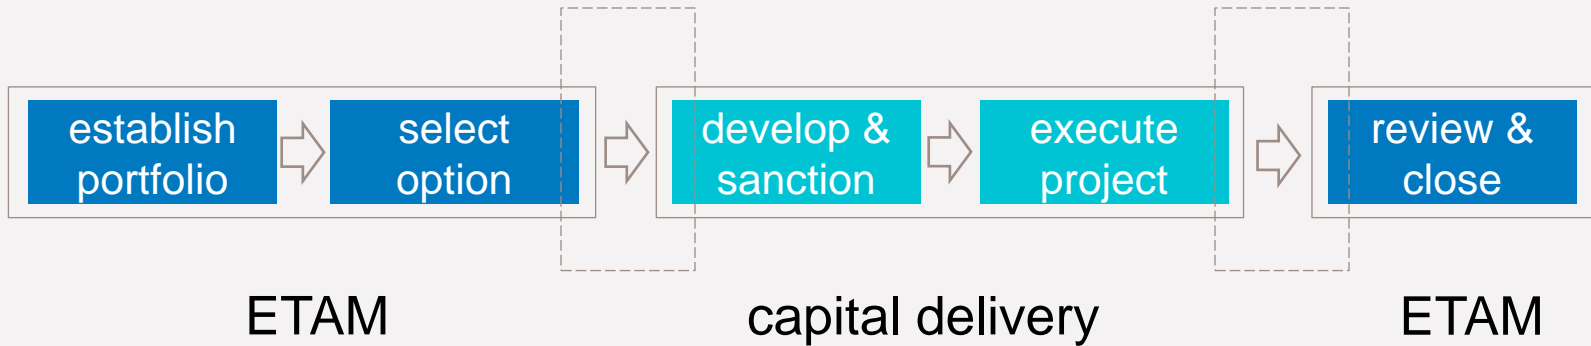 establish
portfolio
select
option
develop &
sanction
execute
project
review &
close
ETAM
capital delivery
ETAM